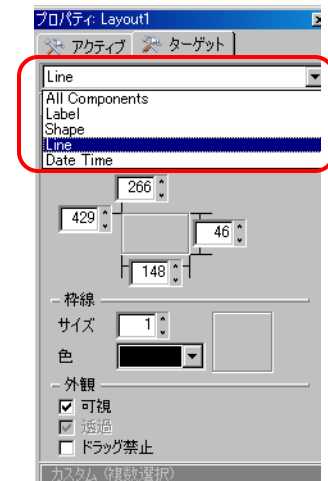 プロパティ: Layout1
アクティブ ターゲット
Line
All Components
Label
Shape
Line
Date Time
266
429
46
148
枠線
サイズ 1
色
外観
可視
透過
ドラッグ禁止
カスタム (複数選択)